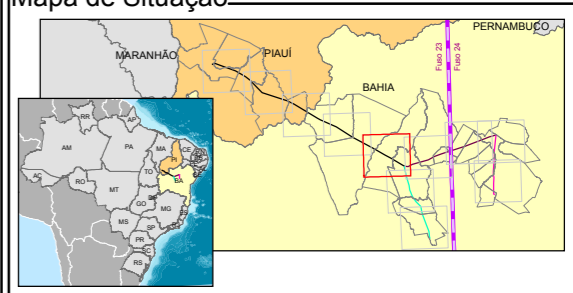 Mapa de Situação
PERNAMBUCO
MARANHÃO
PIAUÍ
Fuso 23
Fuso 24
BAHIA
RR
AP
AM
PA
MA
CE
PI
AC
TO
RO
BA
MT
GO
MG
ES
MS
SP
PR
SC
RS